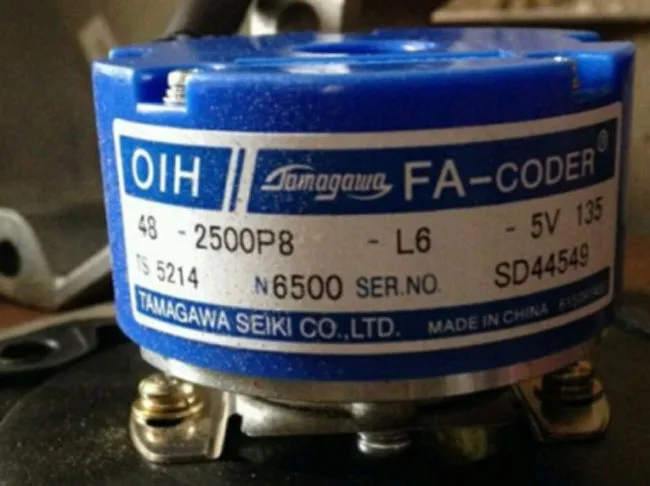 OIH Tamagawa FA-CODER®
48 - 2500P8 - L6 - 5V 135
TS 5214 N6500 SER.NO. SD44549
TAMAGAWA SEIKI CO.,LTD. MADE IN CHINA